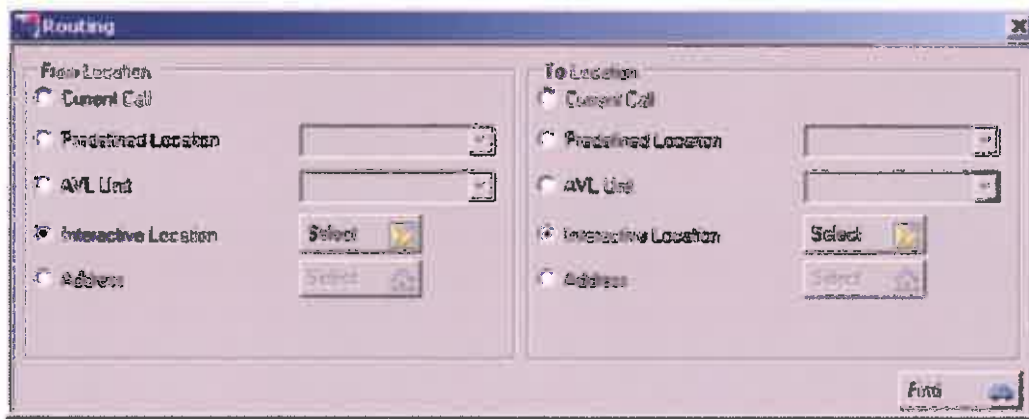 Routing
From Location
Current Call
Predefined Location
AVL Unit
Interactive Location Select
Address Select
To Location
Current Call
Predefined Location
AVL Unit
Interactive Location Select
Address Select
Find